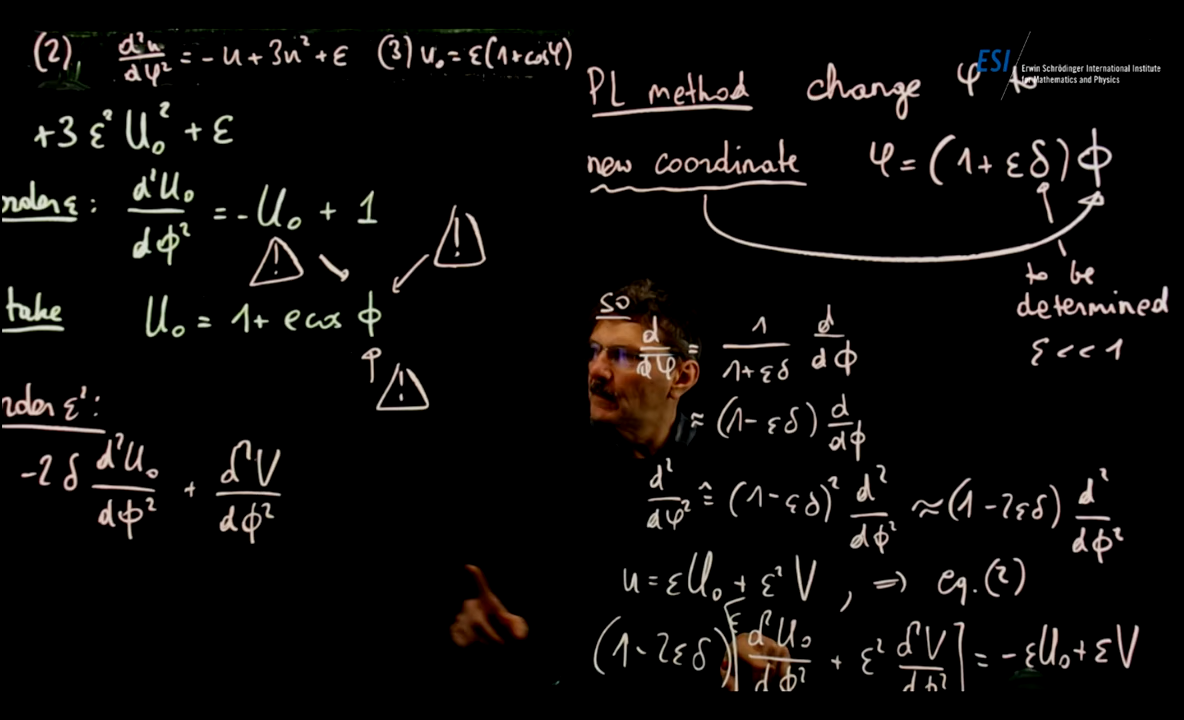 (2), d²u/dφ² = -u + 3u² + ε (3) u₀ = ε(1+cosφ)
+3 ε² U₀² + ε
order ε: d²U₀/dϕ² = -U₀ + 1
!
!
take U₀ = 1 + e cos ϕ
!
-2δ d²U₀/dϕ² + d²V/dϕ²
ESI Erwin Schrödinger International Institute
for Mathematics and Physics
PL method change φ to
new coordinate φ = (1 + εδ) ϕ
to be
determined
ε << 1
so
d/dφ = 1/(1+εδ) d/dϕ
≈ (1-εδ) d/dϕ
d²/dφ² ≙ (1-εδ)² d²/dϕ² ≈ (1-2εδ) d²/dϕ²
u = εU₀ + ε²V, ⇒ eq.(2)
(1-2εδ)[ε d²U₀/dϕ² + ε² d²V/dϕ²] = -εU₀ + εV